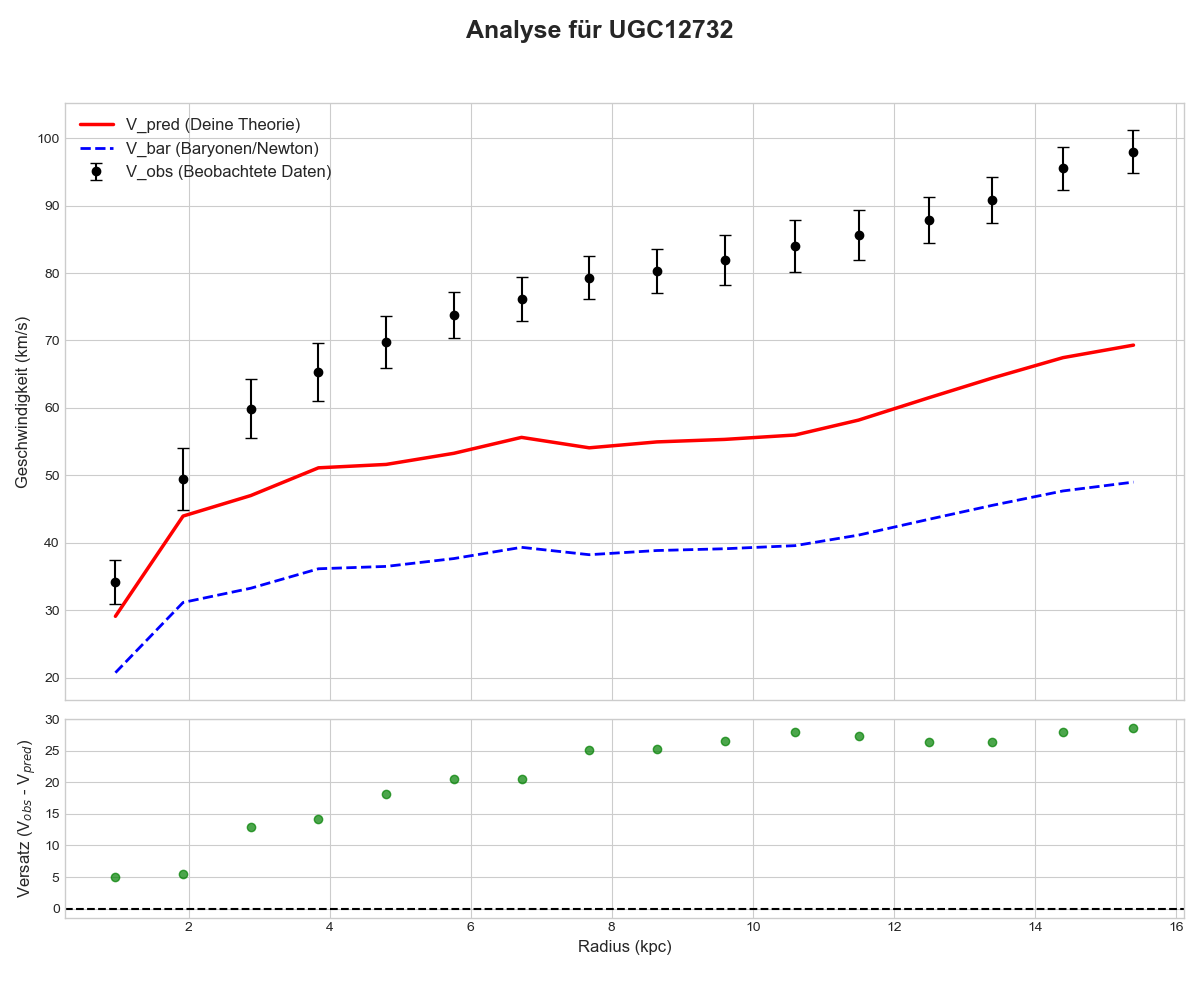 Analyse für UGC12732
V_pred (Deine Theorie)
V_bar (Baryonen/Newton)
V_obs (Beobachtete Daten)
Geschwindigkeit (km/s)
100
90
80
70
60
50
40
30
20
Versatz (V_obs - V_pred)
30
25
20
15
10
5
0
2 4 6 8 10 12 14 16
Radius (kpc)